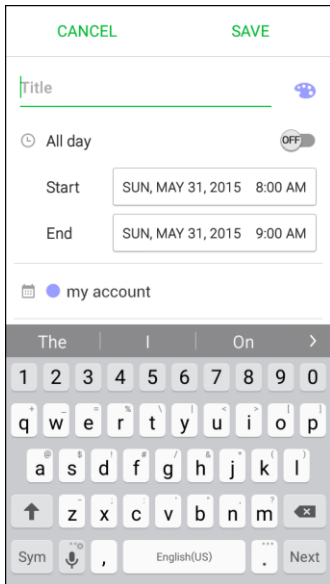 CANCEL SAVE
Title
All day OFF
Start SUN, MAY 31, 2015 8:00 AM
End SUN, MAY 31, 2015 9:00 AM
my account
The I On >
1 2 3 4 5 6 7 8 9 0
q w e r t y u i o p
a s d f g h j k l
z x c v b n m
Sym , English(US) . Next